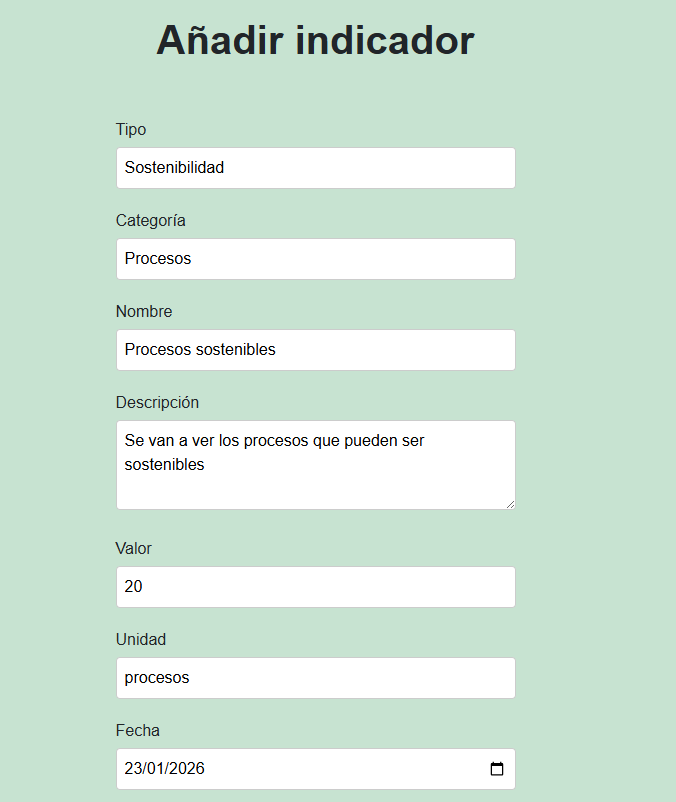 Añadir indicador
Tipo
Sostenibilidad
Categoría
Procesos
Nombre
Procesos sostenibles
Descripción
Se van a ver los procesos que pueden ser
sostenibles
Valor
20
Unidad
procesos
Fecha
23/01/2026